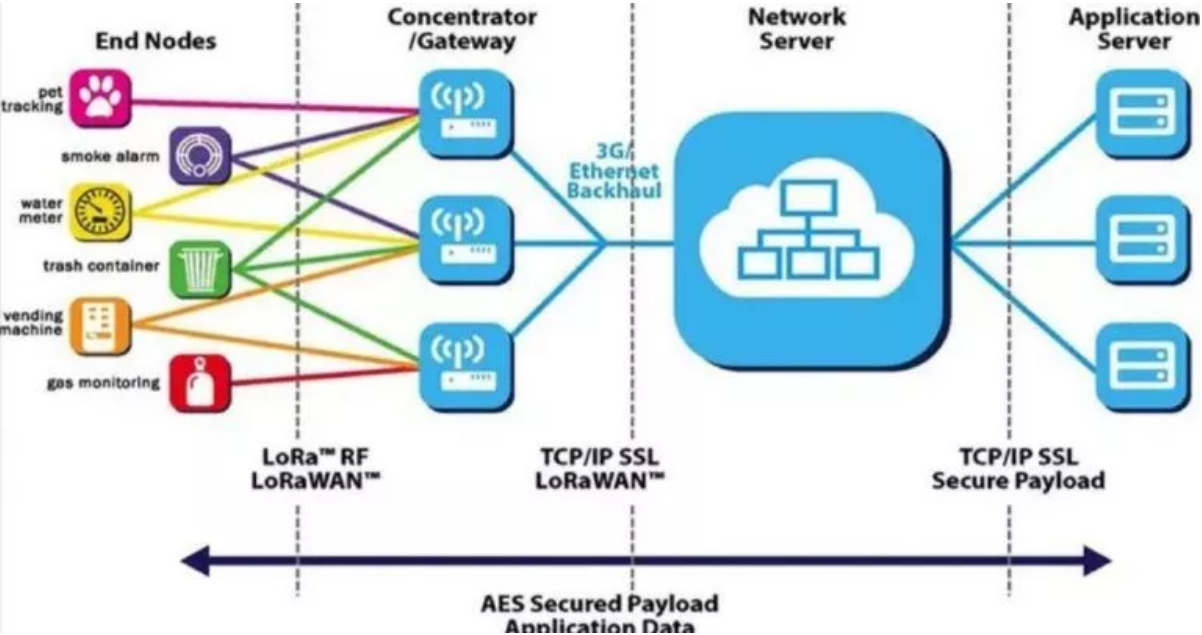 End Nodes
Concentrator
/Gateway
Network
Server
Application
Server
pet
tracking
smoke alarm
water
meter
trash container
vending
machine
gas monitoring
3G/
Ethernet
Backhaul
LoRa™ RF
LoRaWAN™
TCP/IP SSL
LoRaWAN™
TCP/IP SSL
Secure Payload
AES Secured Payload
Application Data